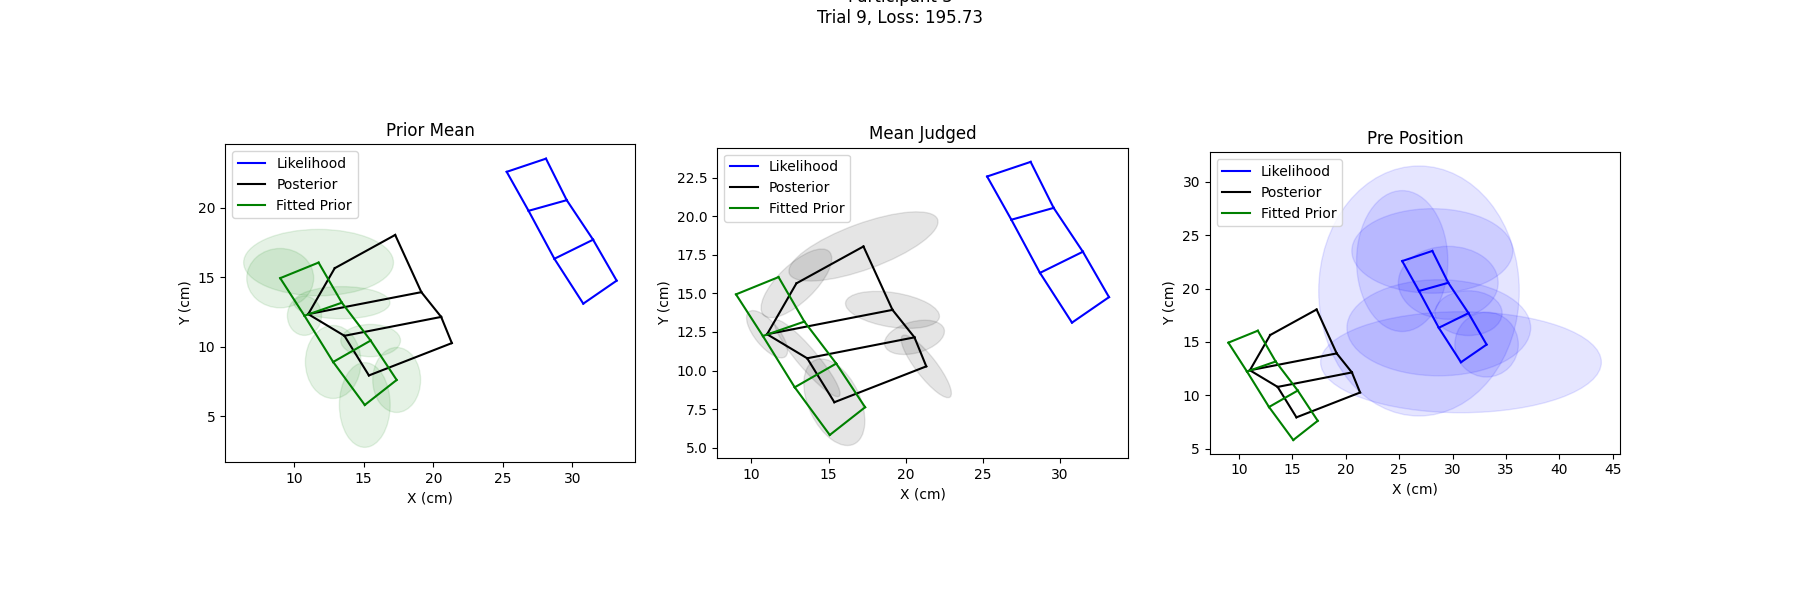 Trial 9, Loss: 195.73
Prior Mean
Likelihood
Posterior
Fitted Prior
20
15
10
5
Y (cm)
10
15
20
25
30
X (cm)
Mean Judged
Likelihood
Posterior
Fitted Prior
22.5
20.0
17.5
15.0
12.5
10.0
7.5
5.0
Y (cm)
10
15
20
25
30
X (cm)
Pre Position
Likelihood
Posterior
Fitted Prior
30
25
20
15
10
5
Y (cm)
10
15
20
25
30
35
40
45
X (cm)